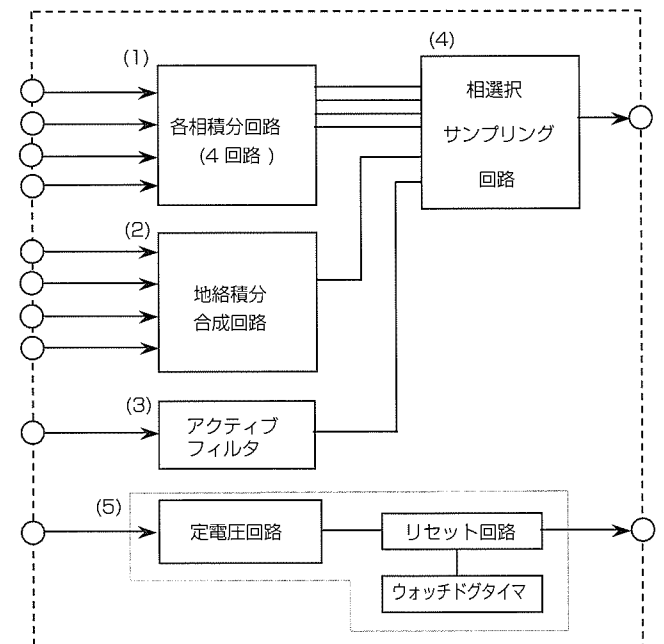 (1)
各相積分回路
(4 回路 )
(4)
相選択
サンプリング
回路
(2)
地絡積分
合成回路
(3)
アクティブ
フィルタ
(5)
定電圧回路
リセット回路
ウォッチドグタイマ